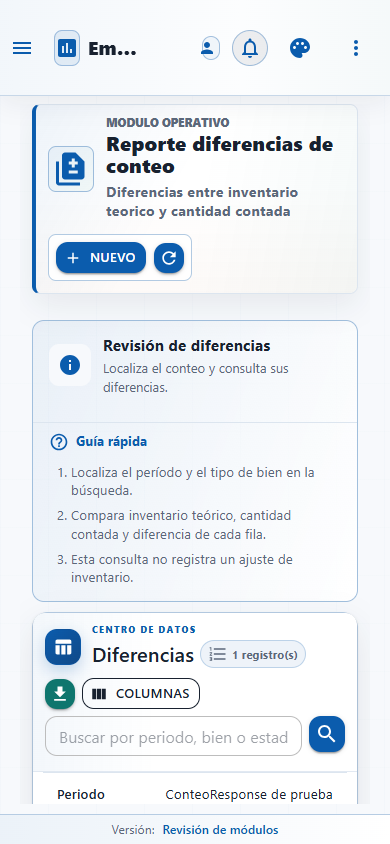 Em...
MODULO OPERATIVO
Reporte diferencias de
conteo
Diferencias entre inventario
teorico y cantidad contada
NUEVO
Revisión de diferencias
Localiza el conteo y consulta sus
diferencias.
Guía rápida
1. Localiza el período y el tipo de bien en la
búsqueda.
2. Compara inventario teórico, cantidad
contada y diferencia de cada fila.
3. Esta consulta no registra un ajuste de
inventario.
CENTRO DE DATOS
Diferencias
1 registro(s)
COLUMNAS
Buscar por periodo, bien o estad
Periodo ConteoResponse de prueba
Versión: Revisión de módulos